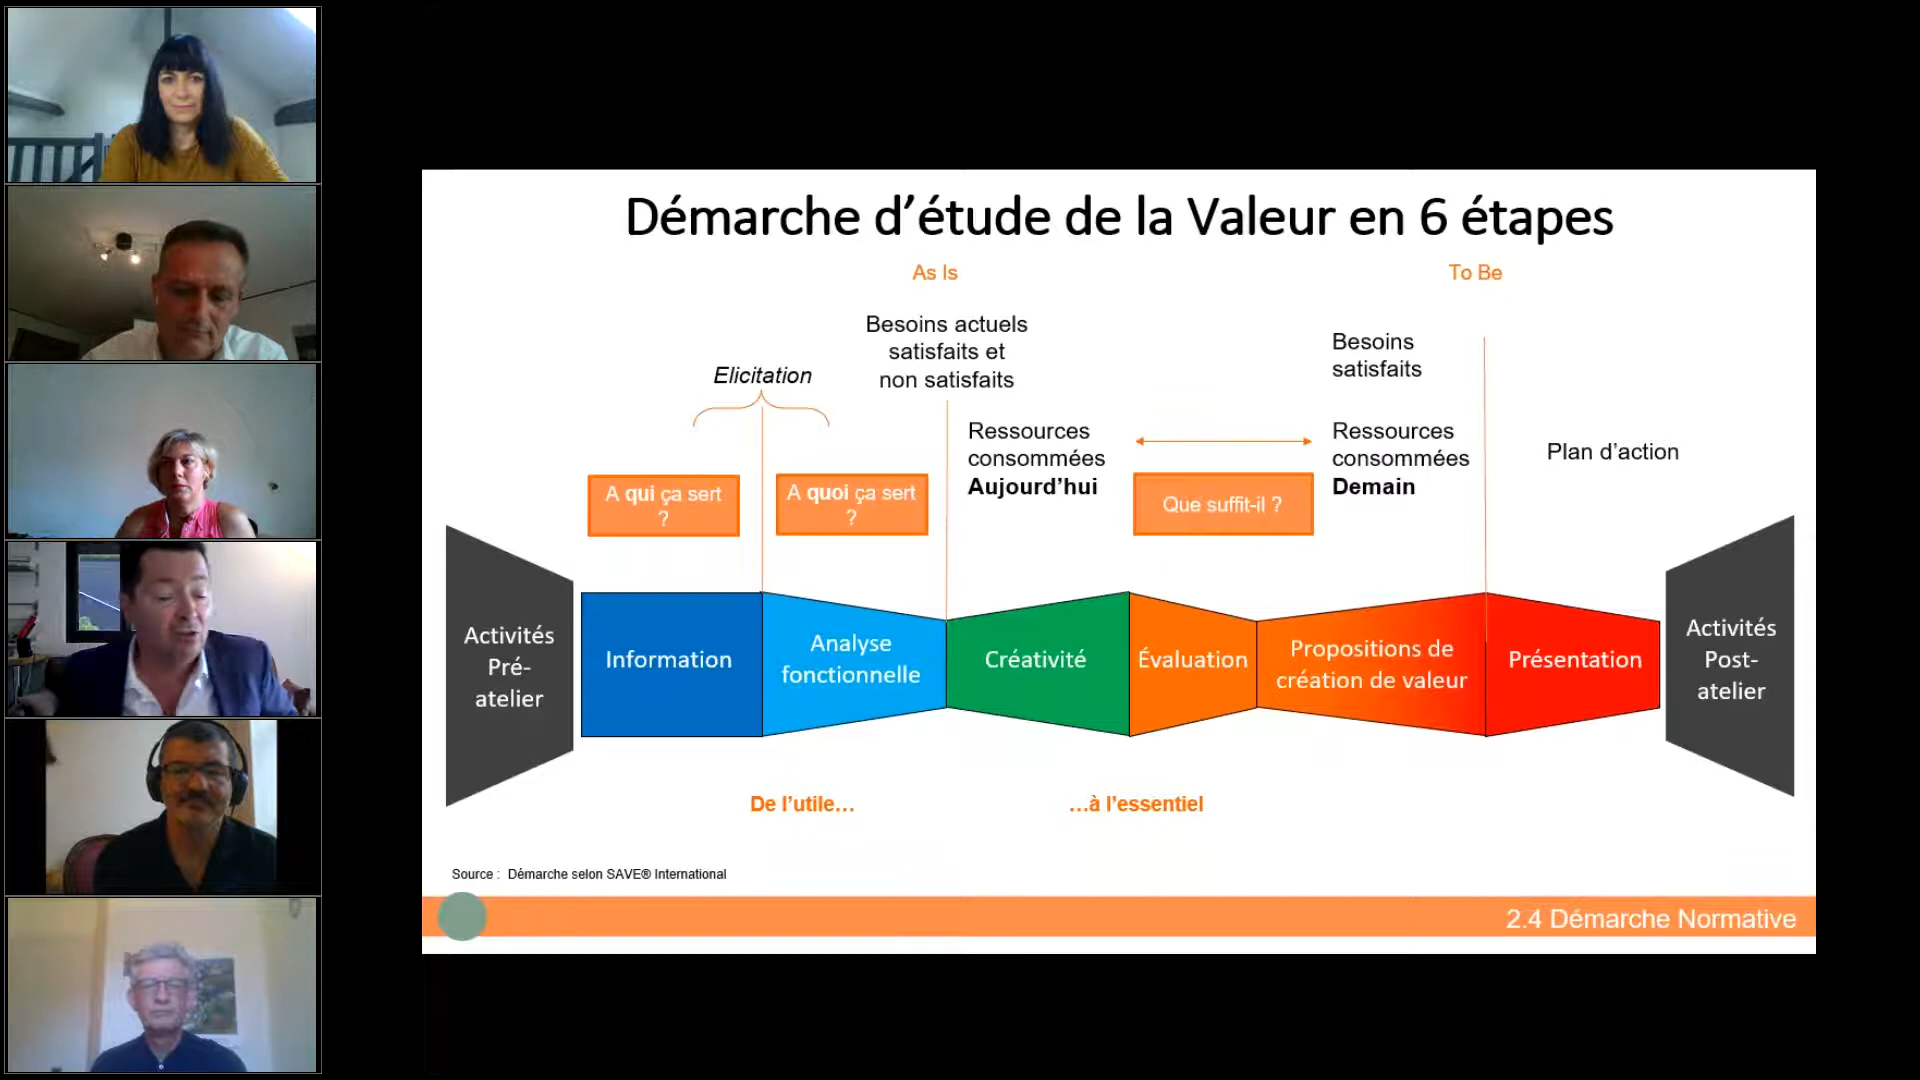 Démarche d’étude de la Valeur en 6 étapes
As Is
To Be
Besoins actuels
satisfaits et
non satisfaits
Besoins
satisfaits
Elicitation
Ressources
consommées
Aujourd’hui
Ressources
consommées
Demain
Plan d’action
A qui ça sert
?
A quoi ça sert
?
Que suffit-il ?
Activités
Pré-
atelier
Information
Analyse
fonctionnelle
Créativité
Évaluation
Propositions de
création de valeur
Présentation
Activités
Post-
atelier
De l’utile…
…à l’essentiel
Source : Démarche selon SAVE® International
2.4 Démarche Normative